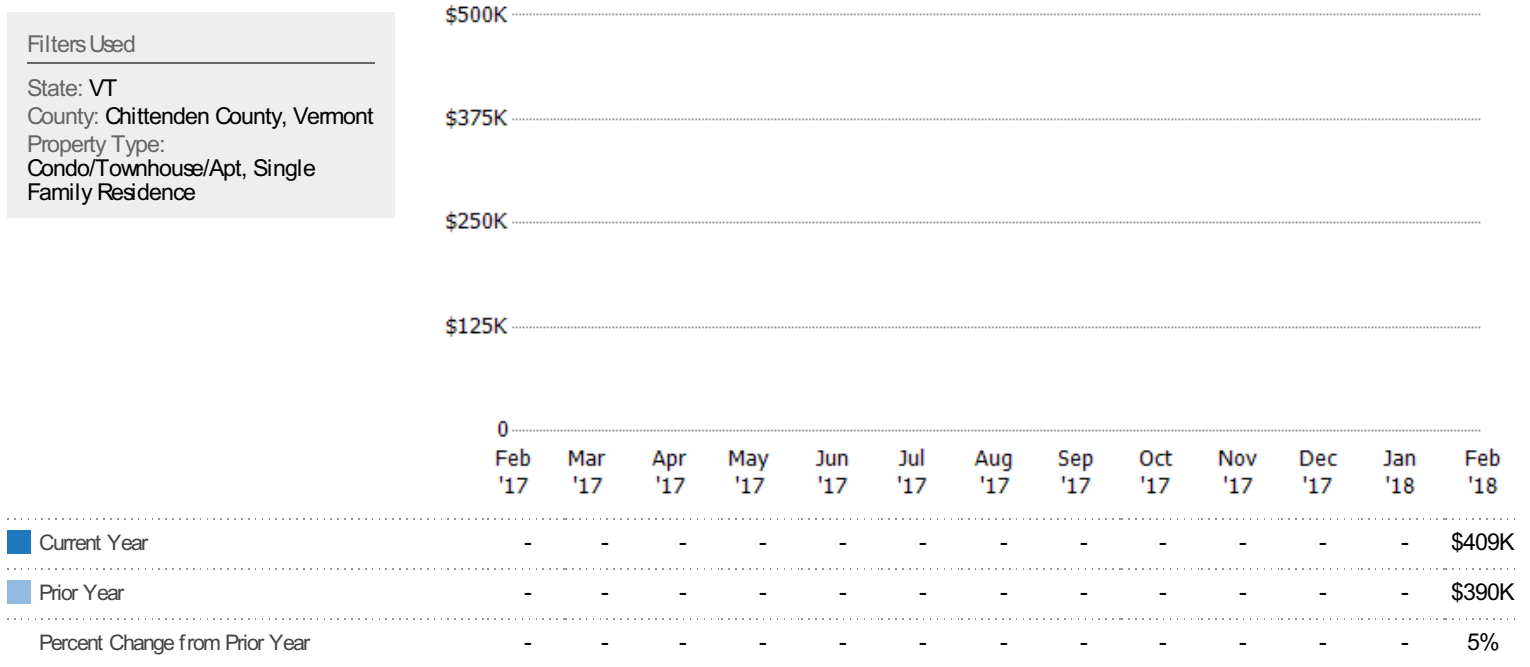 Filters Used
State: VT
County: Chittenden County, Vermont
Property Type:
Condo/Townhouse/Apt, Single
Family Residence
$500K
$375K
$250K
$125K
0
Feb Mar Apr May Jun Jul Aug Sep Oct Nov Dec Jan Feb
'17 '17 '17 '17 '17 '17 '17 '17 '17 '17 '17 '18 '18
Current Year - - - - - - - - - - - - $409K
Prior Year - - - - - - - - - - - - $390K
Percent Change from Prior Year - - - - - - - - - - - - 5%